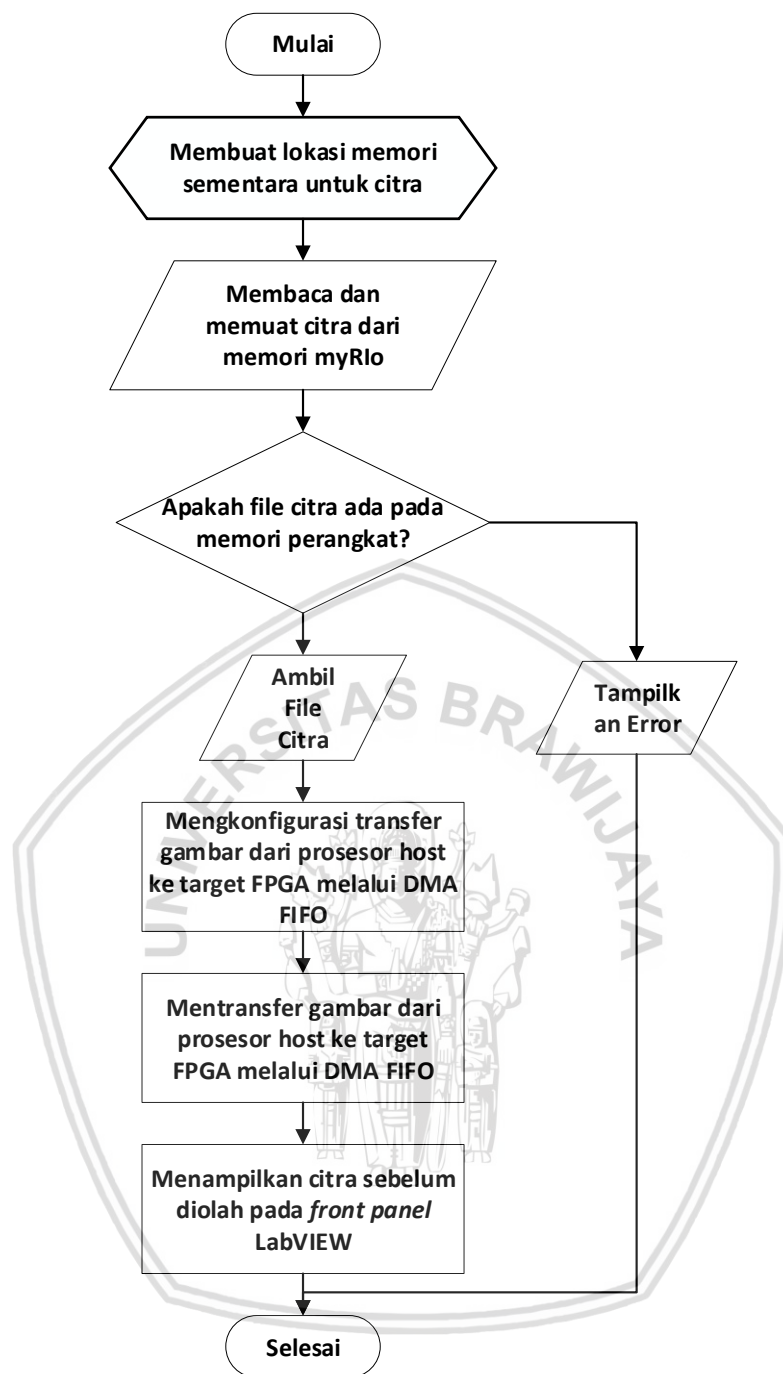 Mulai
Membuat lokasi memori
sementara untuk citra
Membaca dan
memuat citra dari
memori myRIo
Apakah file citra ada pada
memori perangkat?
Ambil
File
Citra
Tampilk
an Error
UNIVERSITAS BRAWIJAYA
Mengkonfigurasi transfer
gambar dari prosesor host
ke target FPGA melalui DMA
FIFO
Mentransfer gambar dari
prosesor host ke target
FPGA melalui DMA FIFO
Menampilkan citra sebelum
diolah pada front panel
LabVIEW
Selesai